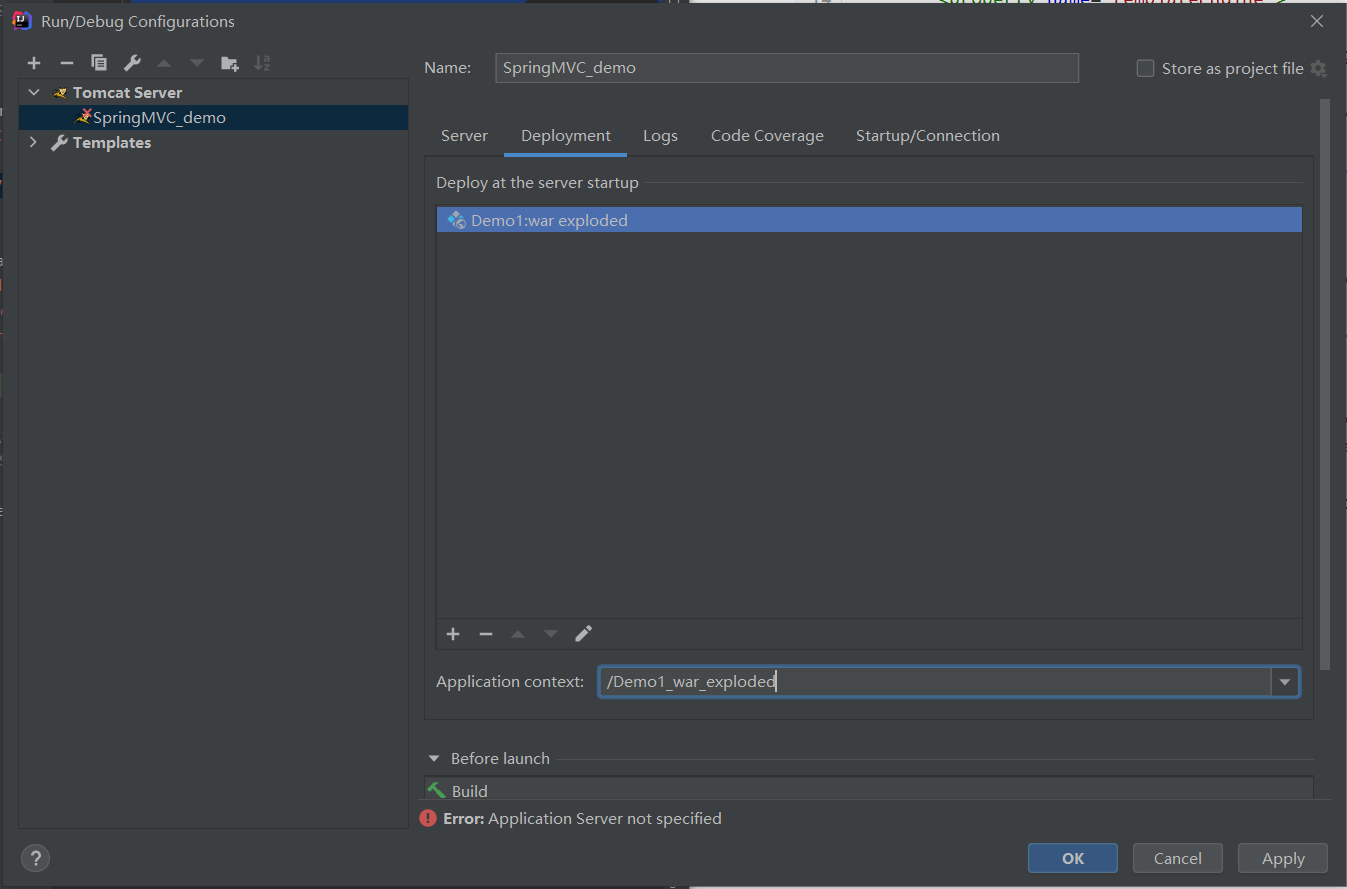 Run/Debug Configurations
Name: SpringMVC_demo
Store as project file
Tomcat Server
SpringMVC_demo
Templates
Server Deployment Logs Code Coverage Startup/Connection
Deploy at the server startup
Demo1:war exploded
Application context: /Demo1_war_exploded
Before launch
Build
Error: Application Server not specified
? OK Cancel Apply